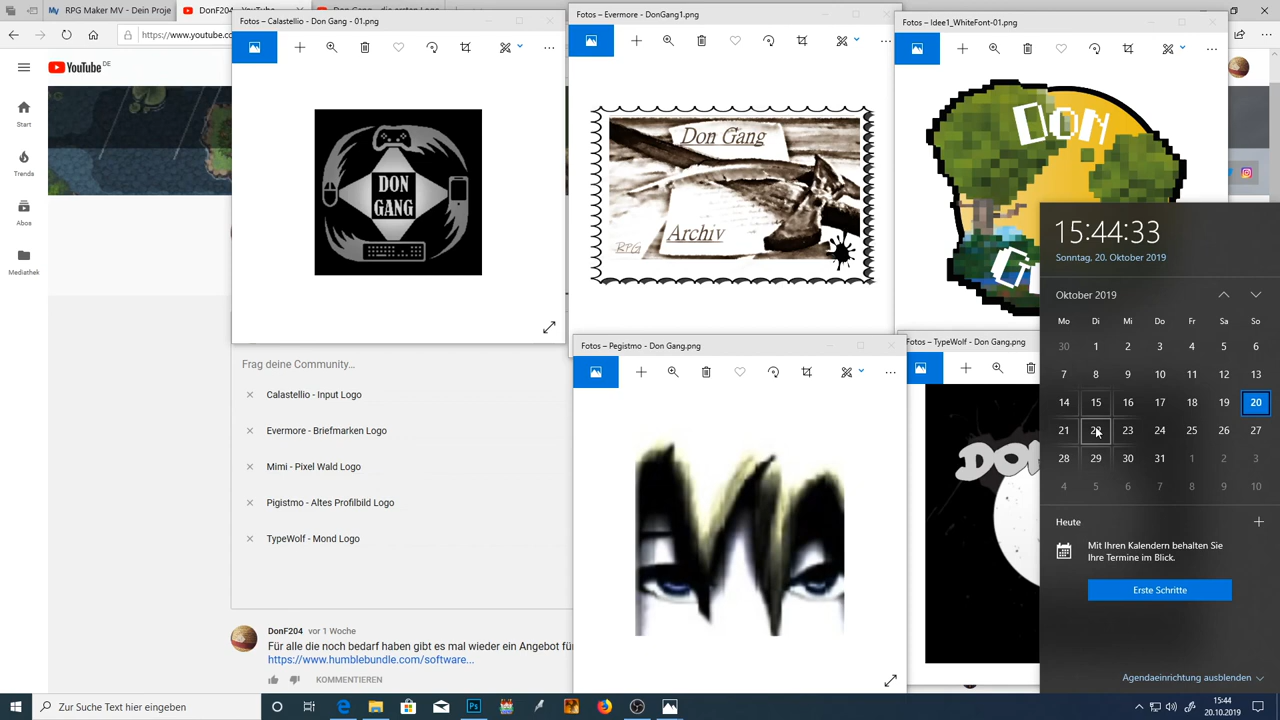 RPG Maker MV - Dein Proje
DonF204
Don Gang - die ersten Logo
https://www.youtube.co
YouTube DE
Start
Trends
Abos
Mediathek
Fotos – Calastellio - Don Gang - 01.png
DON
GANG
Fotos – Evermore - DonGang1.png
Don Gang
Archiv
RPG
Fotos – Idee1_WhiteFont-01.png
DON
Frag deine Community...
Calastellio - Input Logo
Evermore - Briefmarken Logo
Mimi - Pixel Wald Logo
Pigistmo - Altes Profilbild Logo
TypeWolf - Mond Logo
DonF204 vor 1 Woche
Für alle die noch bedarf haben gibt es mal wieder ein Angebot für
https://www.humblebundle.com/software...
KOMMENTIEREN
Fotos – Pegistmo - Don Gang.png
Fotos – TypeWolf - Don Gang.png
DON
15:44:33
Sonntag, 20. Oktober 2019
Oktober 2019
Mo Di Mi Do Fr Sa So
30 1 2 3 4 5 6
7 8 9 10 11 12 13
14 15 16 17 18 19 20
21 22 23 24 25 26 27
28 29 30 31 1 2 3
4 5 6 7 8 9 10
Heute
Mit Ihren Kalendern behalten Sie
Ihre Termine im Blick.
Erste Schritte
Agendaeinrichtung ausblenden
Zur Suche Text hier eingeben
15:44
20.10.2019